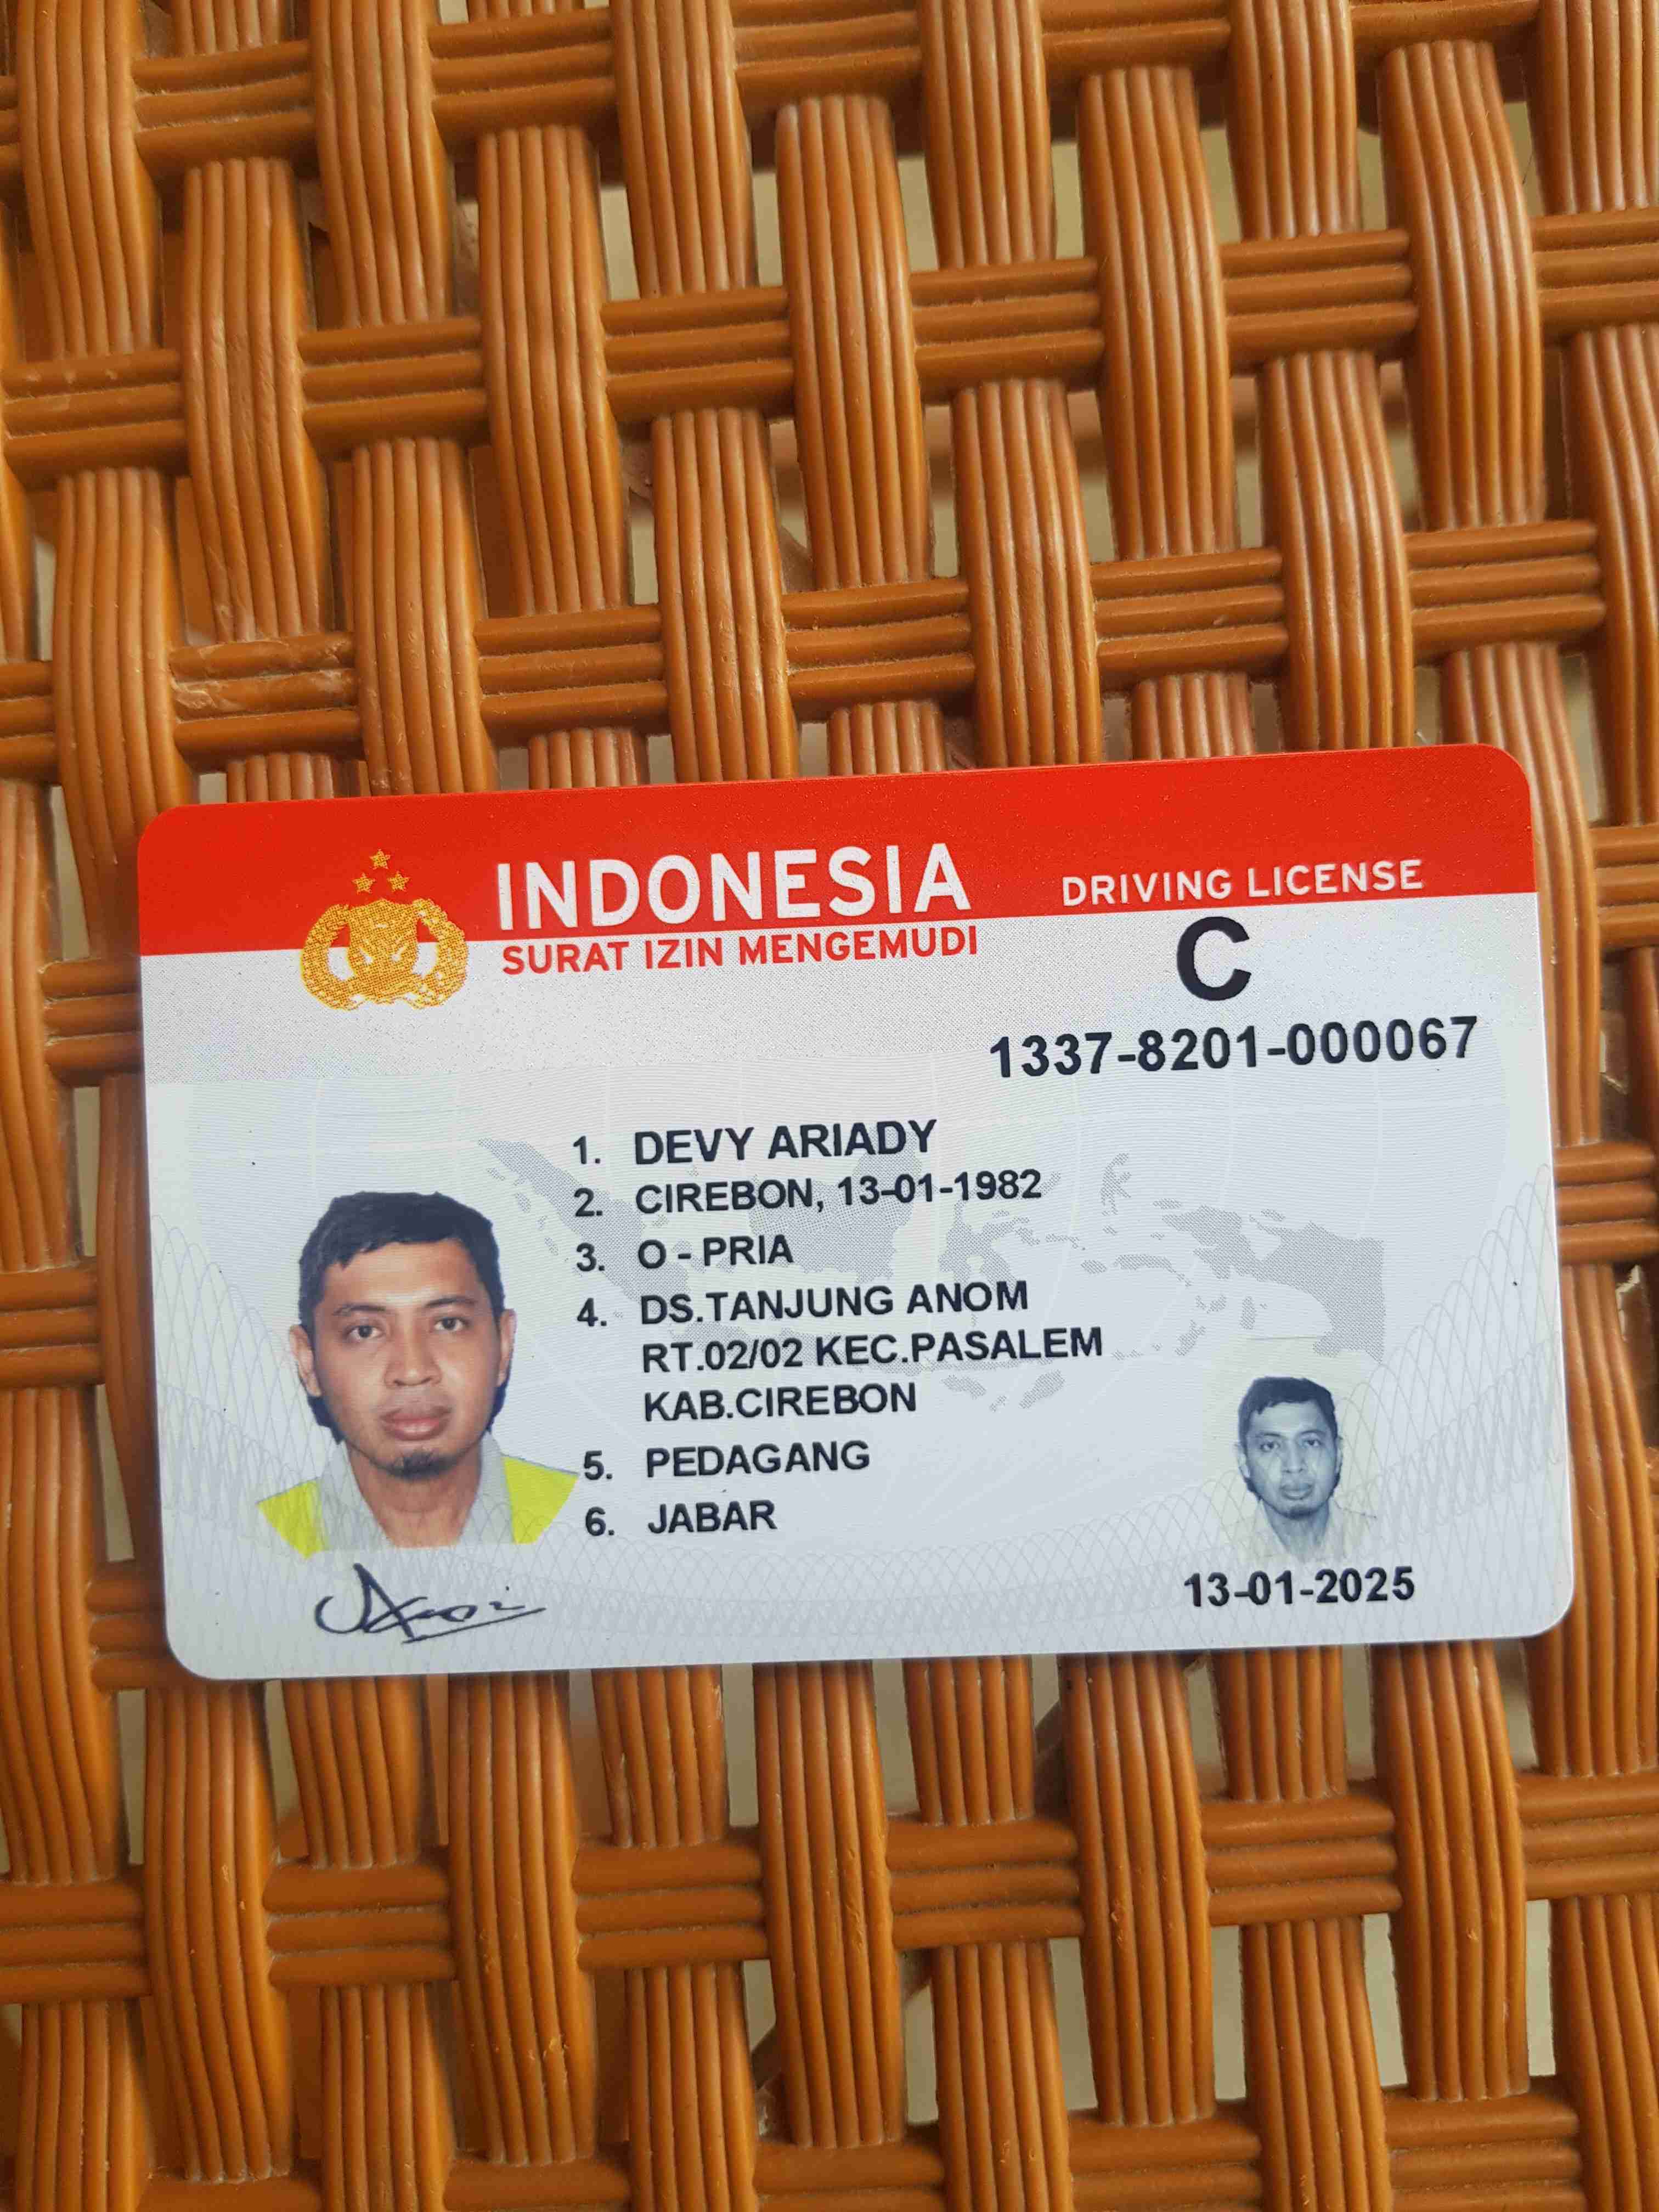 INDONESIA
DRIVING LICENSE
SURAT IZIN MENGEMUDI
C
1337-8201-000067
1. DEVY ARIADY
2. CIREBON, 13-01-1982
3. O - PRIA
4. DS.TANJUNG ANOM
RT.02/02 KEC.PASALEM
KAB.CIREBON
5. PEDAGANG
6. JABAR
13-01-2025